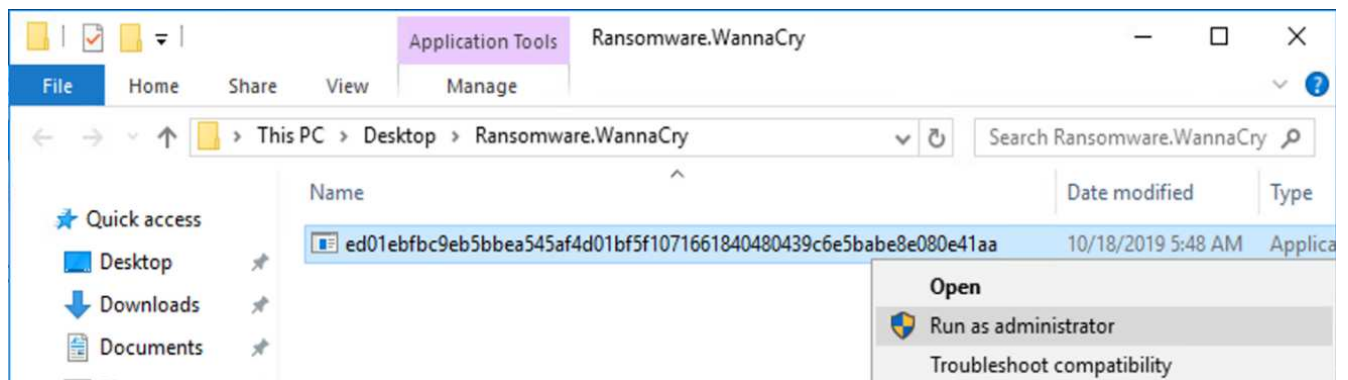 Application Tools Ransomware.WannaCry
File Home Share View Manage
This PC > Desktop > Ransomware.WannaCry Search Ransomware.WannaCry
Name Date modified Type
Quick access
ed01ebfbc9eb5bbea545af4d01bf5f1071661840480439c6e5babe8e080e41aa 10/18/2019 5:48 AM Applica
Desktop
Open
Downloads
Run as administrator
Documents
Troubleshoot compatibility